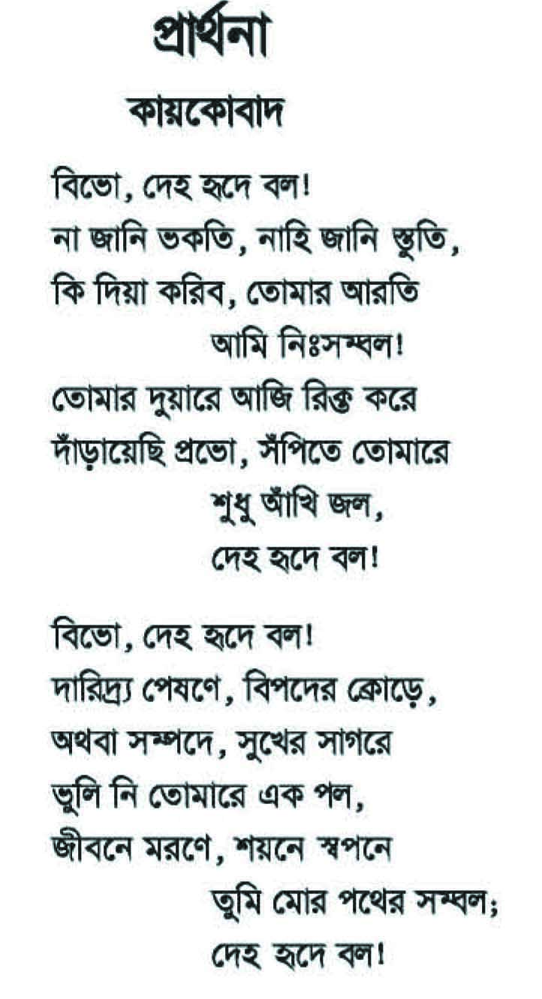 প্রার্থনা
কায়কোবাদ
বিভো, দেহ হৃদে বল!
না জানি ভকতি, নাহি জানি স্তুতি,
কি দিয়া করিব, তোমার আরতি
আমি নিঃসম্বল!
তোমার দুয়ারে আজি রিক্ত করে
দাঁড়ায়েছি প্রভো, সঁপিতে তোমারে
শুধু আঁখি জল,
দেহ হৃদে বল!
বিভো, দেহ হৃদে বল!
দারিদ্র্য পেষণে, বিপদের ক্রোড়ে,
অথবা সম্পদে, সুখের সাগরে
ভুলি নি তোমারে এক পল,
জীবনে মরণে, শয়নে স্বপনে
তুমি মোর পথের সম্বল;
দেহ হৃদে বল!